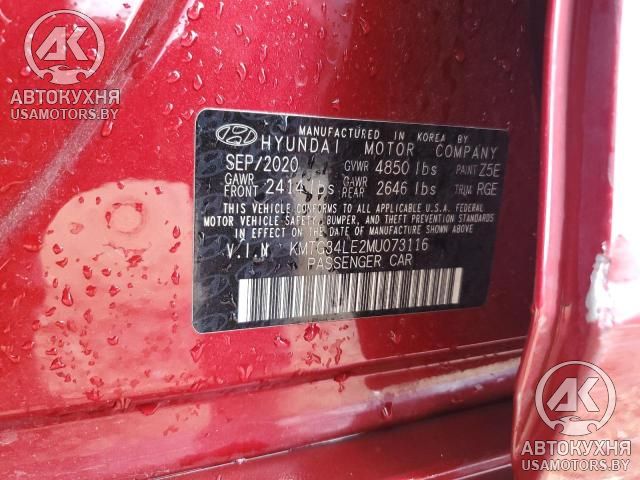 AK
АВТОКУХНЯ
USAMOTORS.BY
MANUFACTURED IN KOREA BY
HYUNDAI MOTOR COMPANY
SEP/2020 GVWR 4850 lbs PAINT Z5E
GAWR FRONT 2414 lbs GAWR REAR 2646 lbs TRIM RGE
THIS VEHICLE CONFORMS TO ALL APPLICABLE U.S.A. FEDERAL
MOTOR VEHICLE SAFETY, BUMPER, AND THEFT PREVENTION STANDARDS
IN EFFECT ON THE DATE OF MANUFACTURE SHOWN ABOVE.
V.I.N KMTG34LE2MU073116
PASSENGER CAR
AK
АВТОКУХНЯ
USAMOTORS.BY